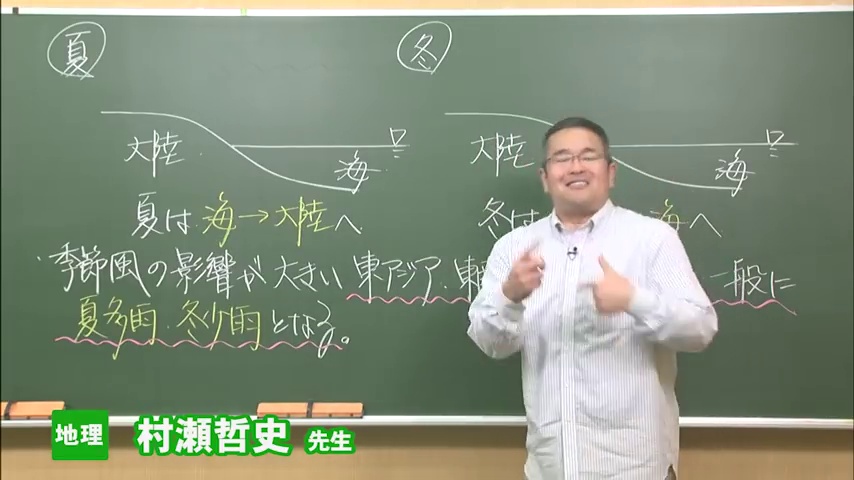 夏
冬
大陸 海
大陸 海
夏は 海→大陸へ
冬は 海へ
季節風の影響が大きい東アジア・東 一般に
夏多雨・冬少雨となる。
地理 村瀬哲史 先生